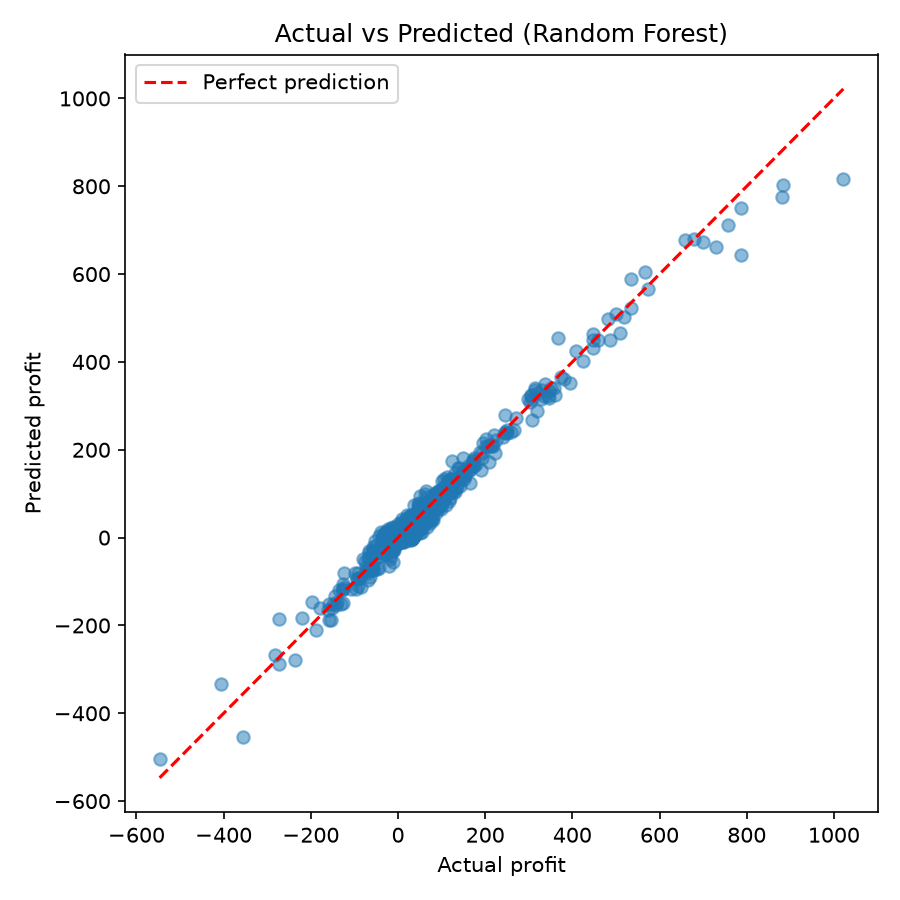 Actual vs Predicted (Random Forest)
Perfect prediction
1000
800
600
400
200
0
−200
−400
−600
Predicted profit
−600 −400 −200 0 200 400 600 800 1000
Actual profit